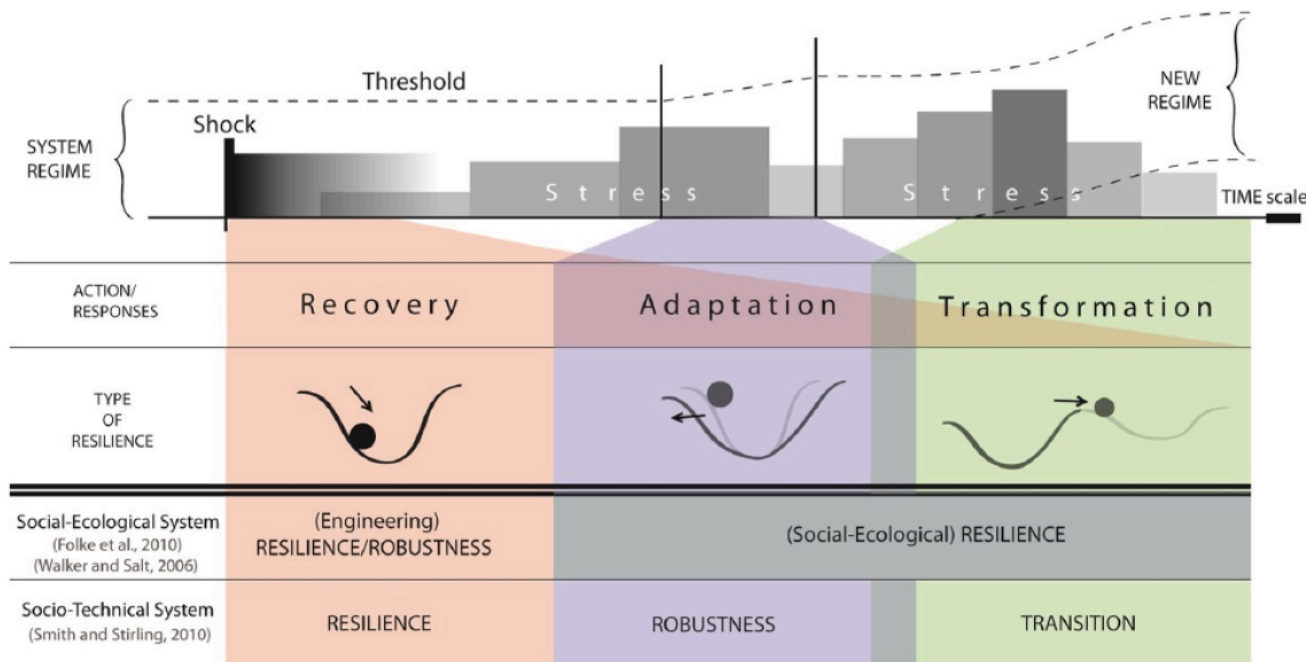 Threshold
NEW
REGIME
Shock
SYSTEM
REGIME
Stress
Stress
TIME scale
ACTION/
RESPONSES
Recovery
Adaptation
Transformation
TYPE
OF
RESILIENCE
Social-Ecological System
(Folke et al., 2010)
(Walker and Salt, 2006)
(Engineering)
RESILIENCE/ROBUSTNESS
(Social-Ecological) RESILIENCE
Socio-Technical System
(Smith and Stirling, 2010)
RESILIENCE
ROBUSTNESS
TRANSITION